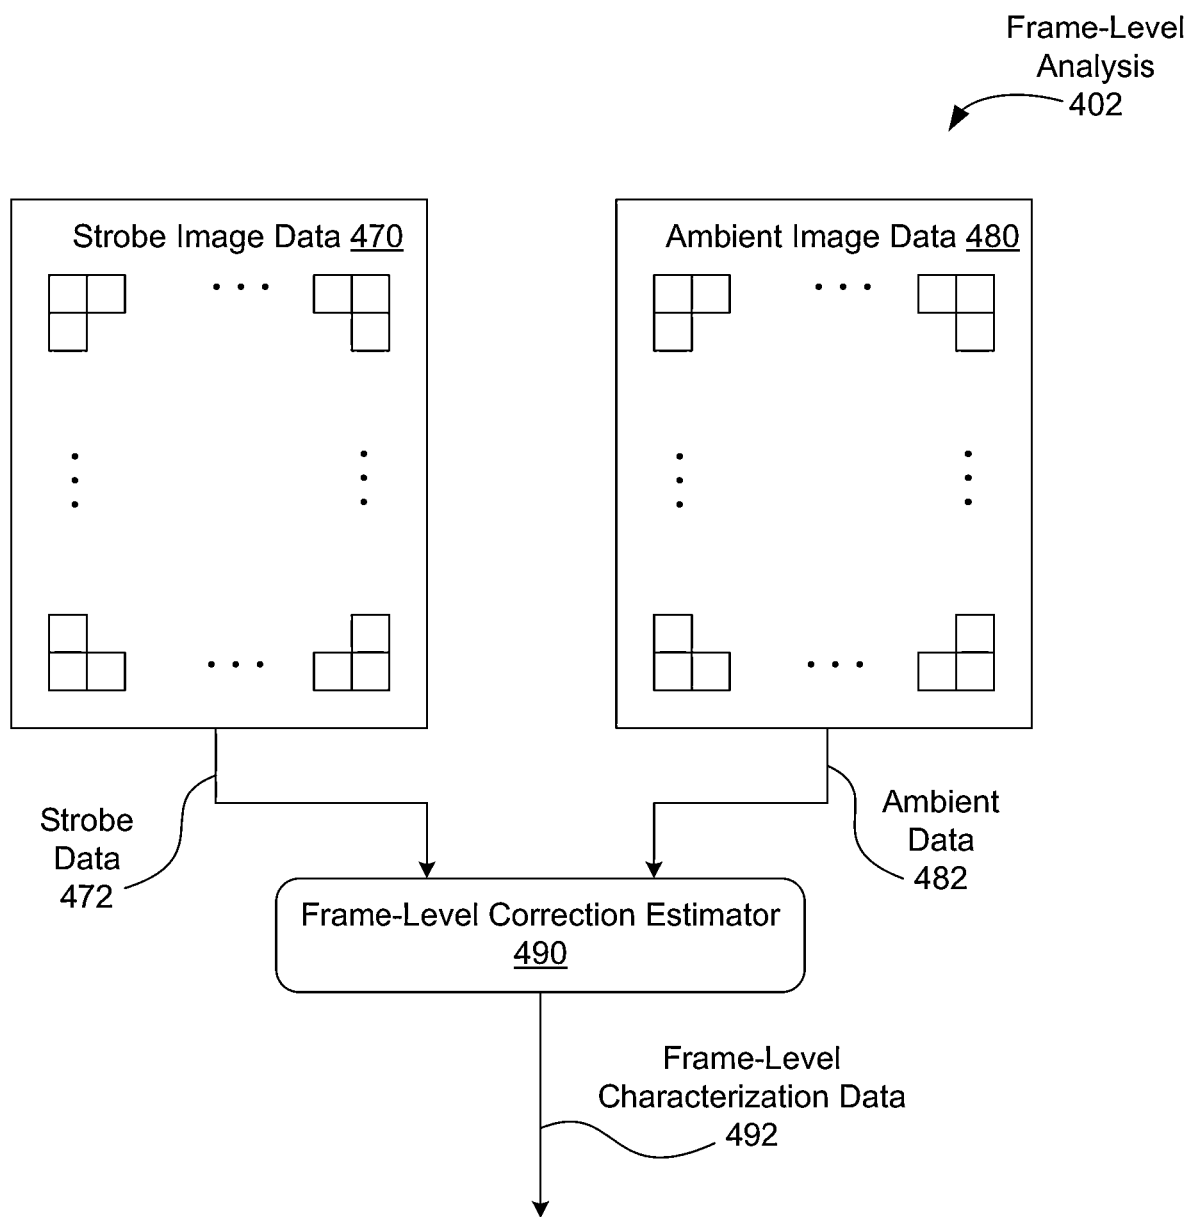 Frame-Level
Analysis
402
Strobe Image Data 470
Ambient Image Data 480
Strobe
Data
472
Ambient
Data
482
Frame-Level Correction Estimator
490
Frame-Level
Characterization Data
492